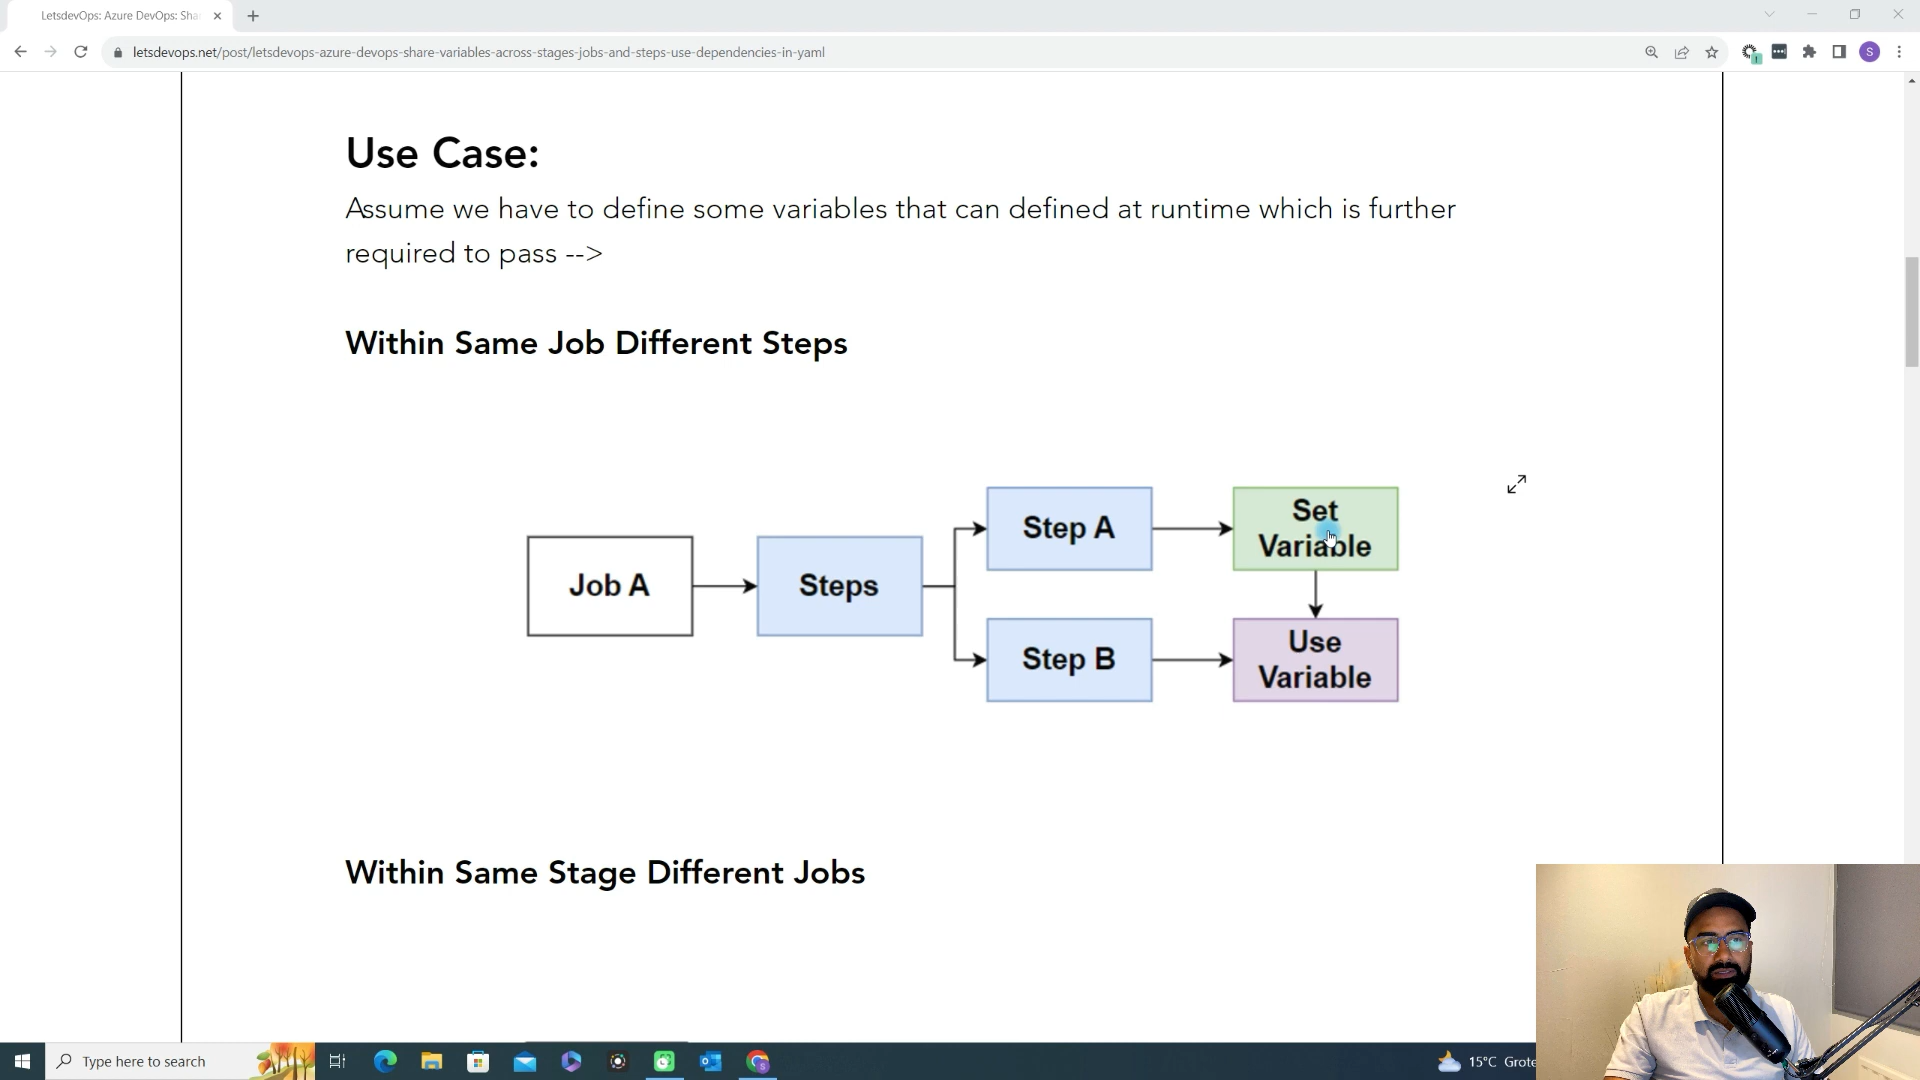 LetsdevOps: Azure DevOps: Sha
letsdevops.net/post/letsdevops-azure-devops-share-variables-across-stages-jobs-and-steps-use-dependencies-in-yaml
S
1
Use Case:
Assume we have to define some variables that can defined at runtime which is further
required to pass -->
Within Same Job Different Steps
Job A
Steps
Step A
Set
Variable
Step B
Use
Variable
Within Same Stage Different Jobs
Type here to search
15°C Grote